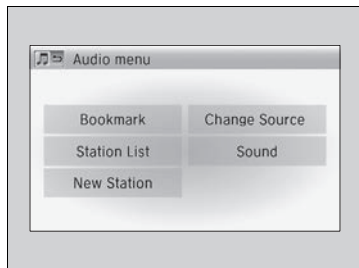 Audio menu
Bookmark
Change Source
Station List
Sound
New Station